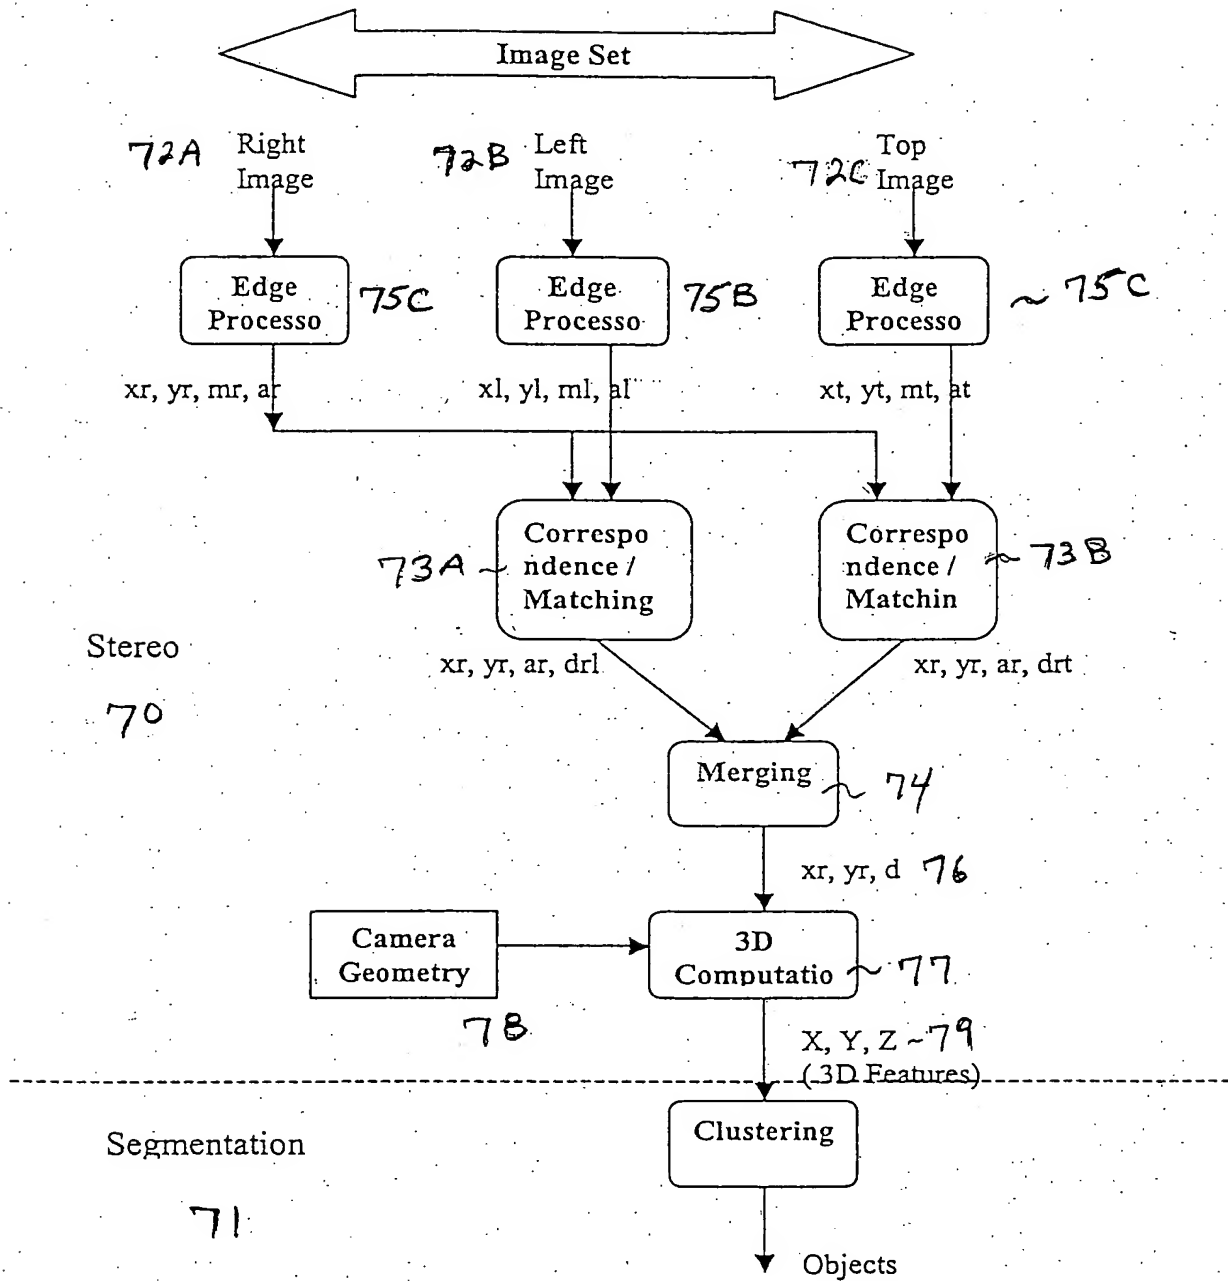 Image Set
72A Right Image
72B Left Image
72C Top Image
Edge Processo 75C
Edge Processo 75B
Edge Processo 75C
xr, yr, mr, ar
xl, yl, ml, al
xt, yt, mt, at
73A Correspo ndence / Matching
Correspo ndence / Matchin 73B
Stereo
70
xr, yr, ar, drl
xr, yr, ar, drt
Merging 74
xr, yr, d 76
Camera Geometry
78
3D Computatio 77
X, Y, Z 79
( 3D Features)
Segmentation
71
Clustering
Objects